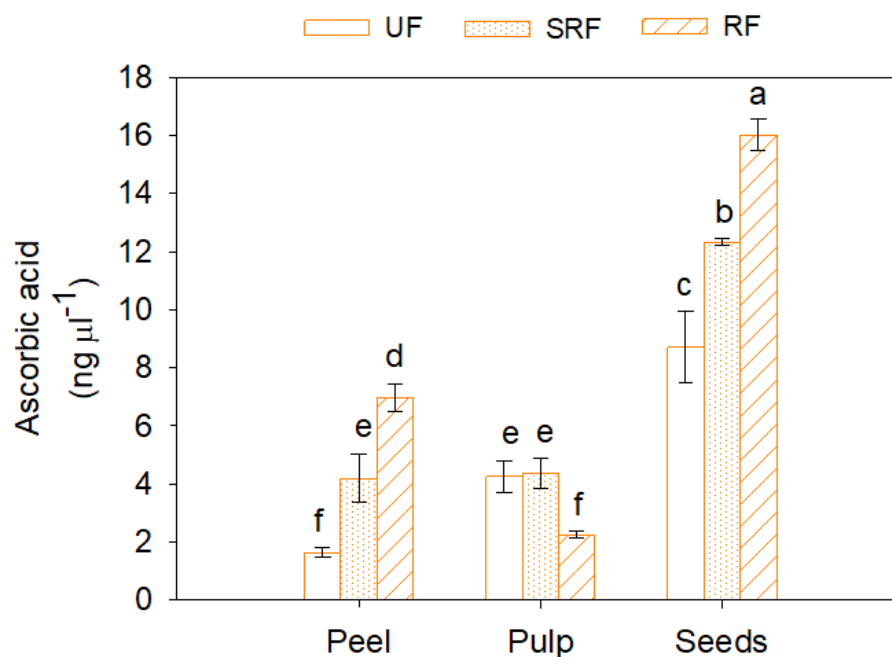 UF SRF RF
Ascorbic acid
(ng μl⁻¹)
18
16
14
12
10
8
6
4
2
0
f e d
e e f
c b a
Peel Pulp Seeds